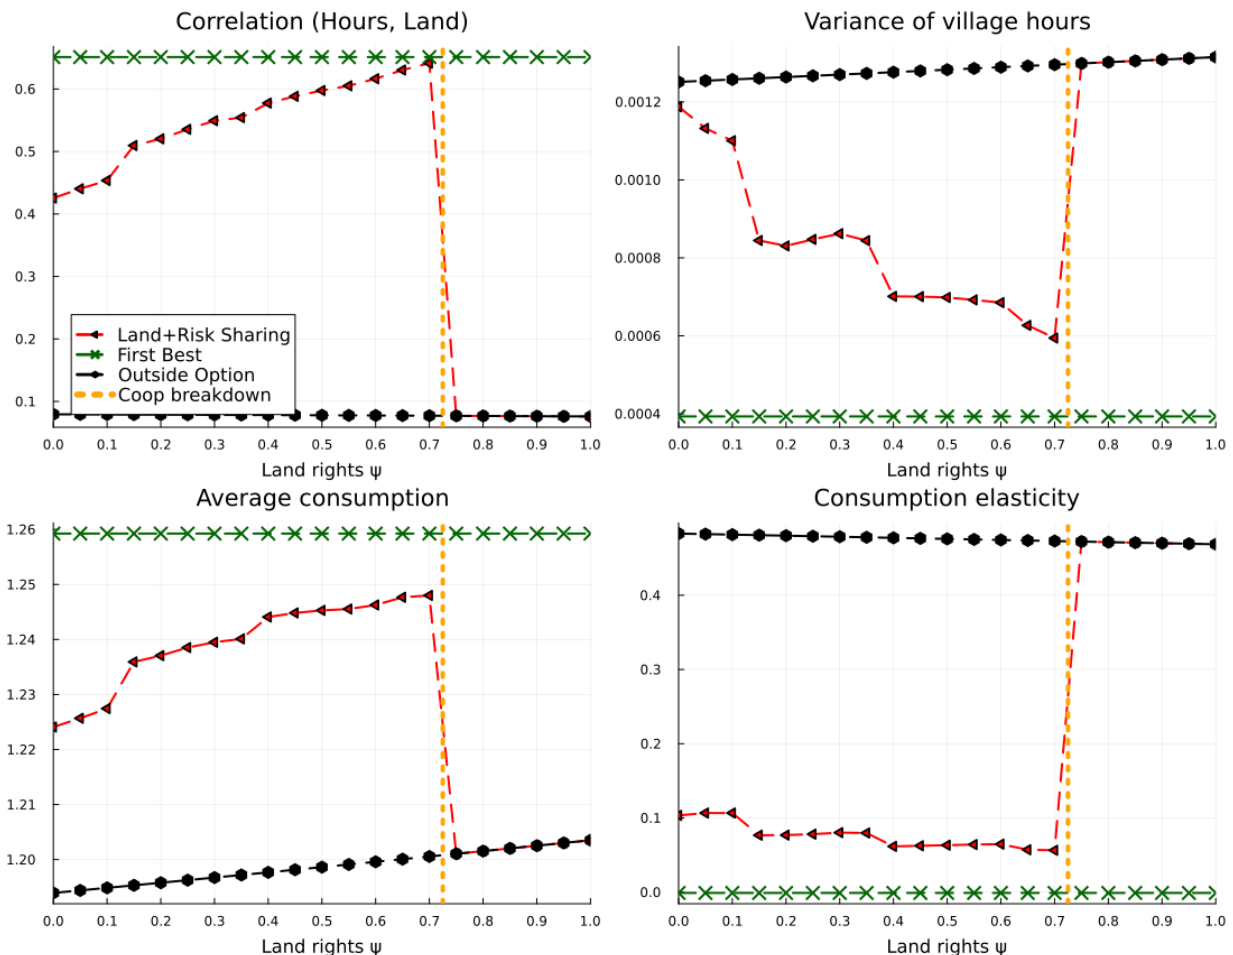 Correlation (Hours, Land)
0.6
0.5
0.4
0.3
0.2
0.1
Land+Risk Sharing
First Best
Outside Option
Coop breakdown
0.0 0.1 0.2 0.3 0.4 0.5 0.6 0.7 0.8 0.9 1.0
Land rights ψ
Variance of village hours
0.0012
0.0010
0.0008
0.0006
0.0004
0.0 0.1 0.2 0.3 0.4 0.5 0.6 0.7 0.8 0.9 1.0
Land rights ψ
Average consumption
1.26
1.25
1.24
1.23
1.22
1.21
1.20
0.0 0.1 0.2 0.3 0.4 0.5 0.6 0.7 0.8 0.9 1.0
Land rights ψ
Consumption elasticity
0.4
0.3
0.2
0.1
0.0
0.0 0.1 0.2 0.3 0.4 0.5 0.6 0.7 0.8 0.9 1.0
Land rights ψ